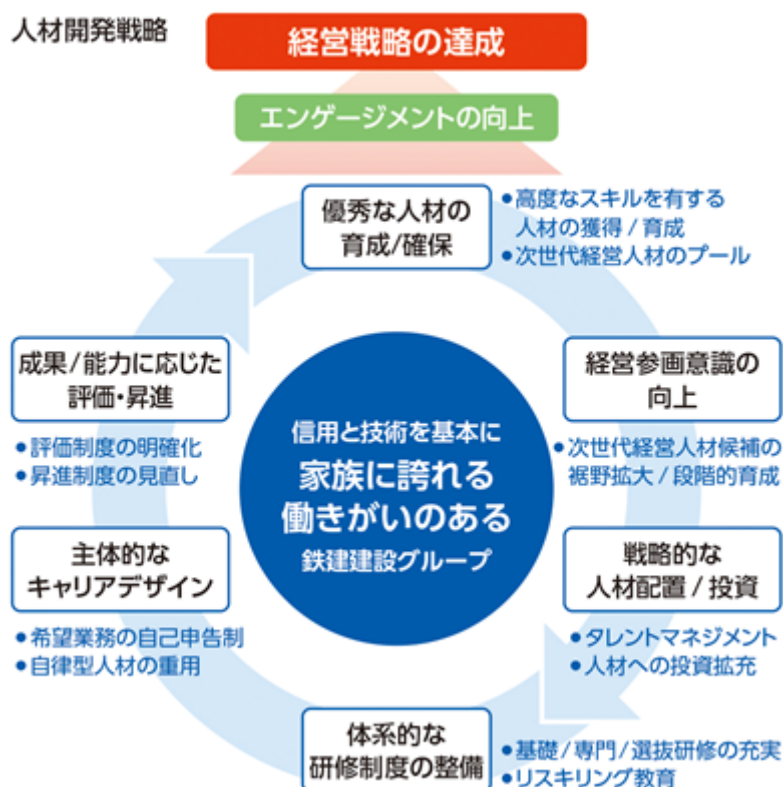 人材開発戦略
経営戦略の達成
エンゲージメントの向上
優秀な人材の
育成/確保
●高度なスキルを有する
人材の獲得/育成
●次世代経営人材のプール
経営参画意識の
向上
●次世代経営人材候補の
裾野拡大/段階的育成
戦略的な
人材配置/投資
●タレントマネジメント
●人材への投資拡充
体系的な
研修制度の整備
●基礎/専門/選抜研修の充実
●リスキリング教育
主体的な
キャリアデザイン
●希望業務の自己申告制
●自律型人材の重用
成果/能力に応じた
評価・昇進
●評価制度の明確化
●昇進制度の見直し
信用と技術を基本に
家族に誇れる
働きがいのある
鉄建建設グループ